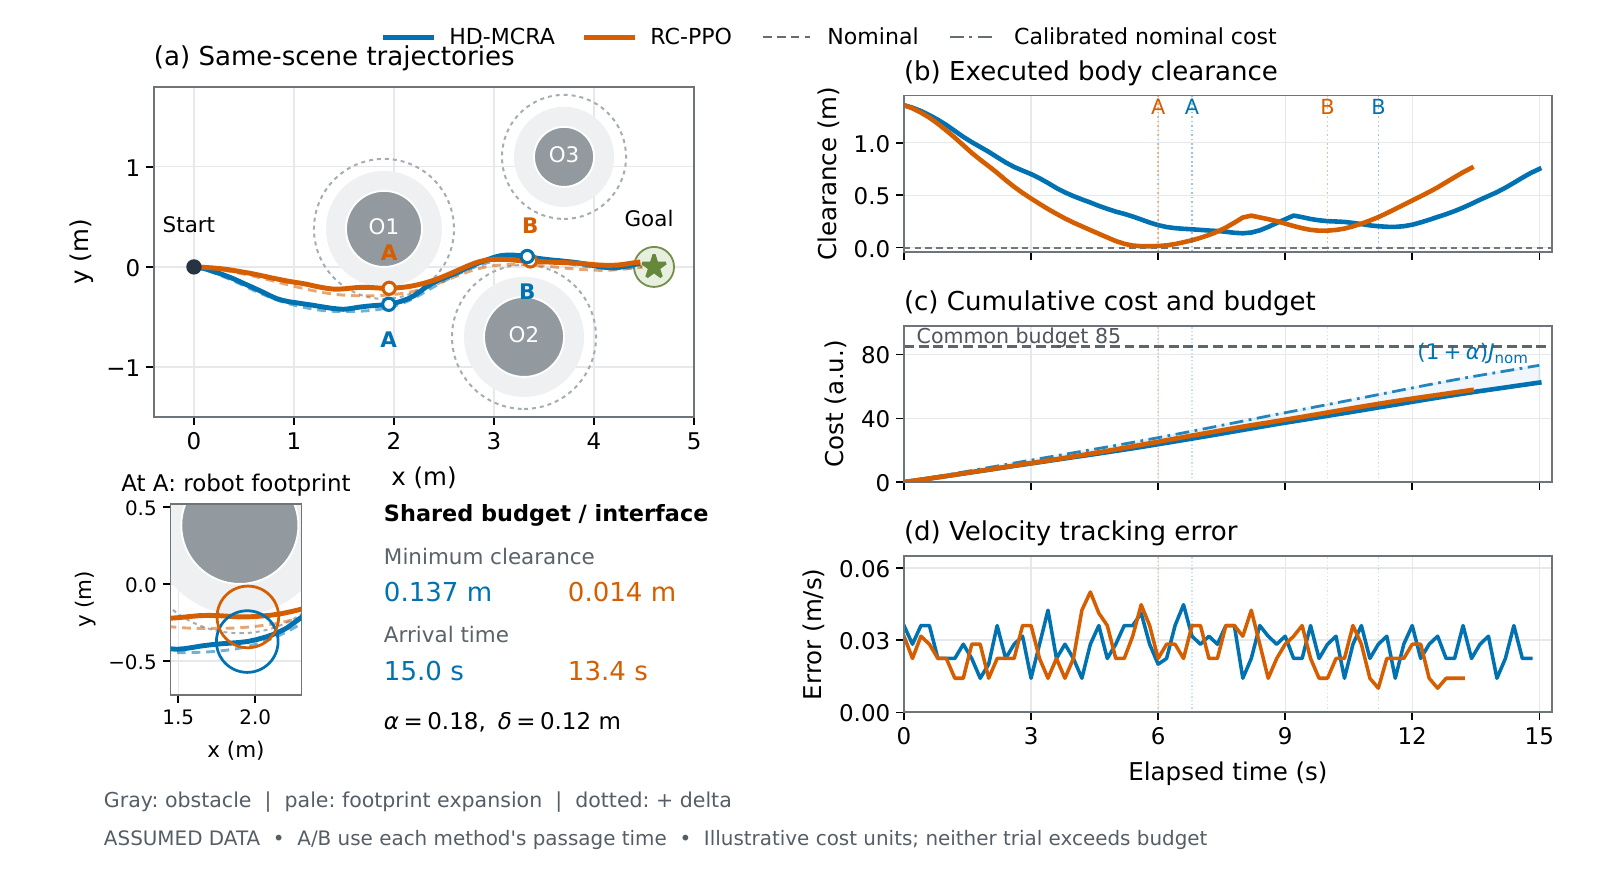 HD-MCRA RC-PPO Nominal Calibrated nominal cost
(a) Same-scene trajectories
y (m)
1
0
−1
Start
O1
O3
O2
A
A
B
B
Goal
0 1 2 3 4 5
x (m)
At A: robot footprint
y (m)
0.5
0.0
−0.5
1.5 2.0
x (m)
Shared budget / interface
Minimum clearance
0.137 m 0.014 m
Arrival time
15.0 s 13.4 s
α = 0.18, δ = 0.12 m
(b) Executed body clearance
Clearance (m)
1.0
0.5
0.0
A A B B
(c) Cumulative cost and budget
Cost (a.u.)
80
40
0
Common budget 85
(1 + α)J_nom
(d) Velocity tracking error
Error (m/s)
0.06
0.03
0.00
0 3 6 9 12 15
Elapsed time (s)
Gray: obstacle | pale: footprint expansion | dotted: + delta
ASSUMED DATA • A/B use each method's passage time • Illustrative cost units; neither trial exceeds budget